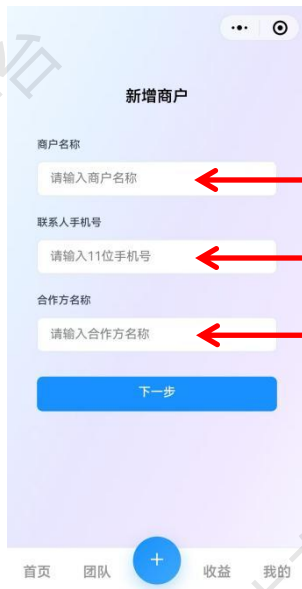 新增商户
商户名称
请输入商户名称
联系人手机号
请输入11位手机号
合作方名称
请输入合作方名称
下一步
+
首页 团队 收益 我的